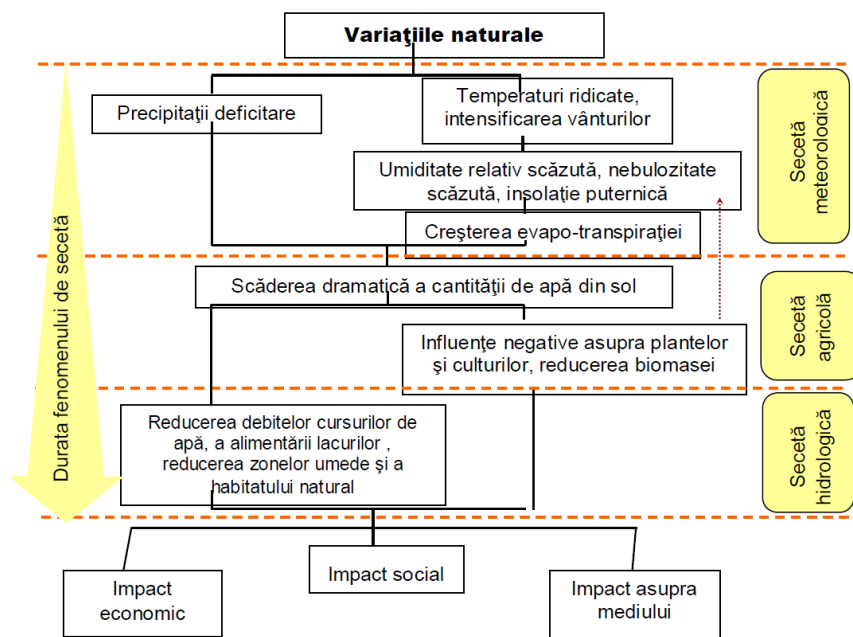 Variaţiile naturale
Precipitaţii deficitare
Temperaturi ridicate,
intensificarea vânturilor
Umiditate relativ scăzută, nebulozitate
scăzută, insolaţie puternică
Creşterea evapo-transpiraţiei
Secetă
meteorologică
Scăderea dramatică a cantităţii de apă din sol
Influenţe negative asupra plantelor
şi culturilor, reducerea biomasei
Secetă
agricolă
Reducerea debitelor cursurilor de
apă, a alimentării lacurilor ,
reducerea zonelor umede şi a
habitatului natural
Secetă
hidrologică
Durata fenomenului de secetă
Impact
economic
Impact social
Impact asupra
mediului